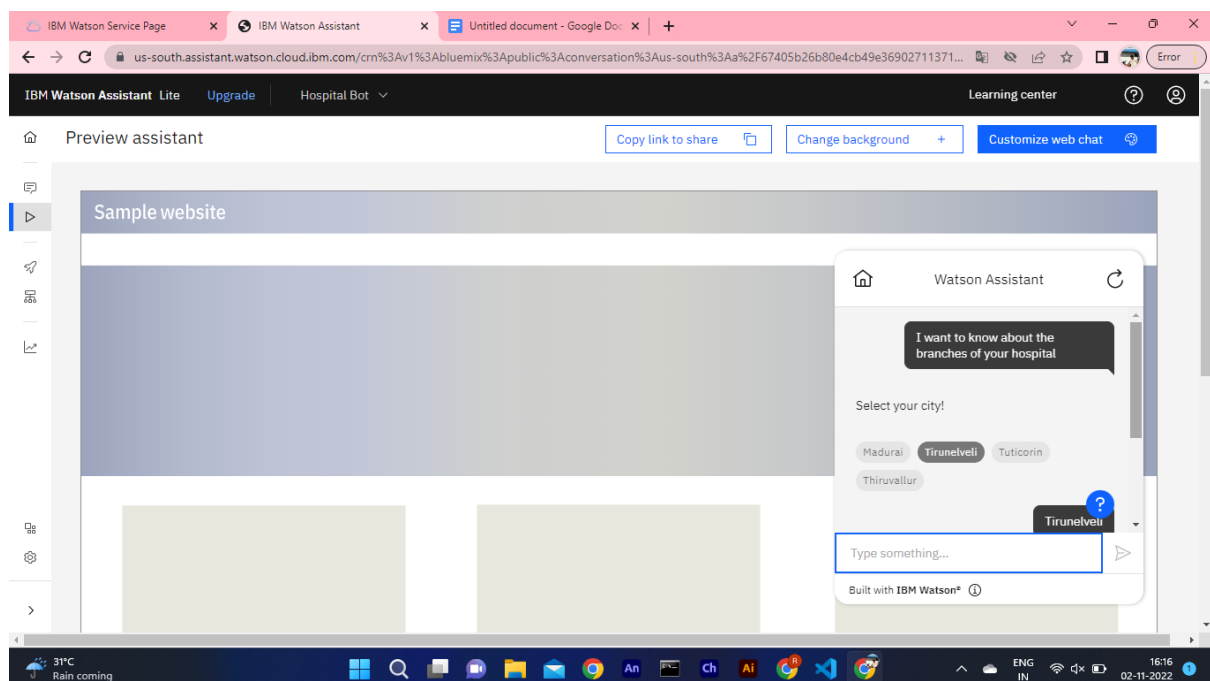 IBM Watson Service Page
IBM Watson Assistant
Untitled document - Google Doc
us-south.assistant.watson.cloud.ibm.com/crn%3Av1%3Abluemix%3Apublic%3Aconversation%3Aus-south%3Aa%2F67405b26b80e4cb49e36902711371...
Error
IBM Watson Assistant Lite Upgrade Hospital Bot Learning center
Preview assistant
Copy link to share
Change background +
Customize web chat
Sample website
Watson Assistant
I want to know about the
branches of your hospital
Select your city!
Madurai Tirunelveli Tuticorin
Thiruvallur
?
Tirunelveli
Type something...
Built with IBM Watson®
31°C
Rain coming
An
Ch
Ai
R
ENG
IN
16:16
02-11-2022
1